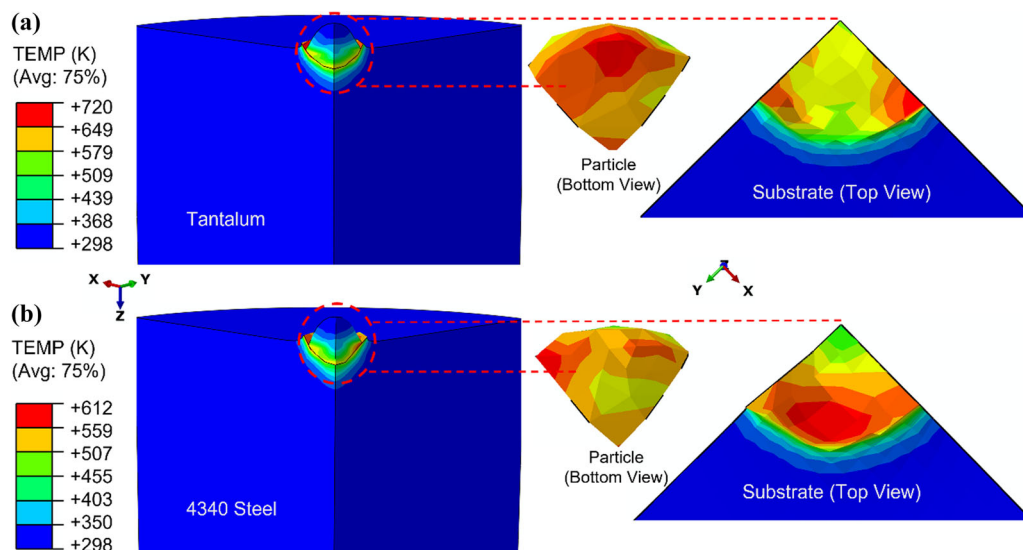 (a)
TEMP (K)
(Avg: 75%)
+720
+649
+579
+509
+439
+368
+298
Tantalum
Particle
(Bottom View)
Substrate (Top View)
X
Y
Z
Z
Y
X
(b)
TEMP (K)
(Avg: 75%)
+612
+559
+507
+455
+403
+350
+298
4340 Steel
Particle
(Bottom View)
Substrate (Top View)